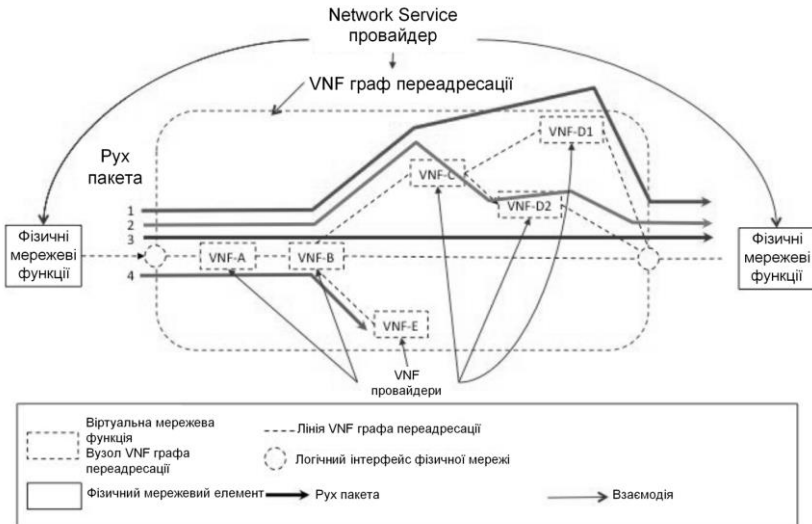 Network Service
провайдер
VNF граф переадресації
Рух
пакета
VNF-D1
VNF-C
1
2
VNF-D2
3
Фізичні
мережеві
функції
VNF-A
VNF-B
Фізичні
мережеві
функції
4
VNF-E
VNF
провайдери
Віртуальна мережева
функція
Вузол VNF графа
переадресації
Лінія VNF графа переадресації
Логічний інтерфейс фізичної мережі
Фізичний мережевий елемент
Рух пакета
Взаємодія